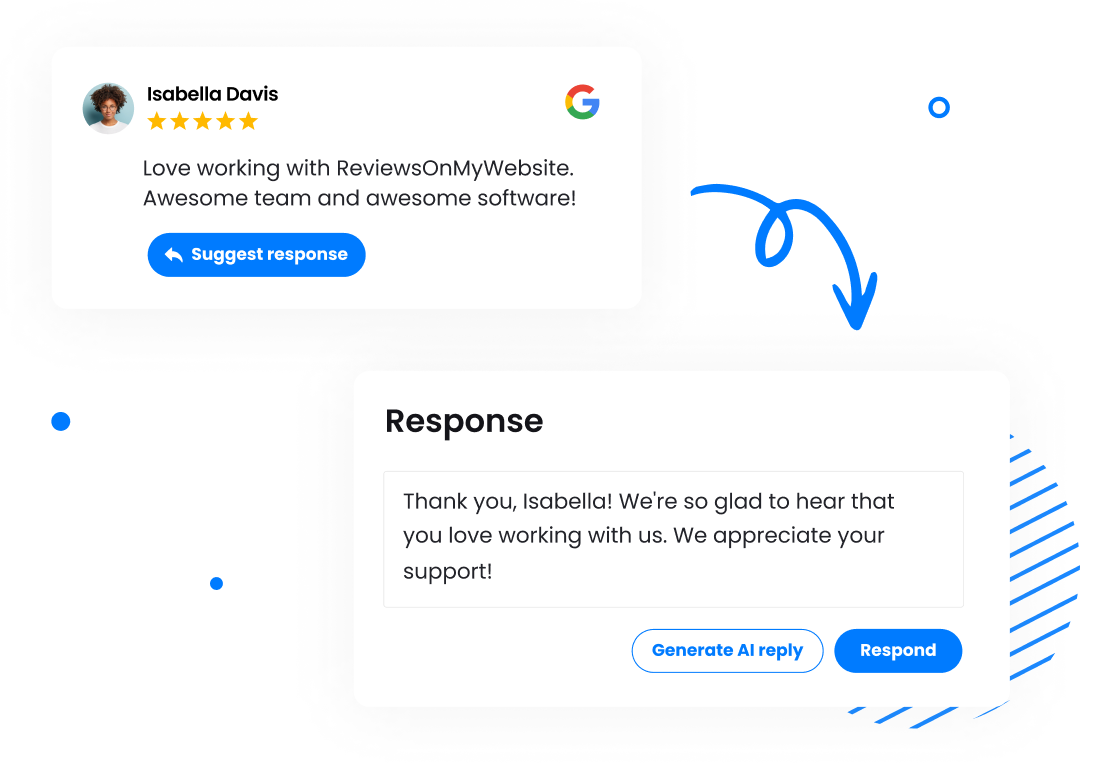 Isabella Davis
Love working with ReviewsOnMyWebsite.
Awesome team and awesome software!
Suggest response
Response
Thank you, Isabella! We're so glad to hear that
you love working with us. We appreciate your
support!
Generate AI reply
Respond